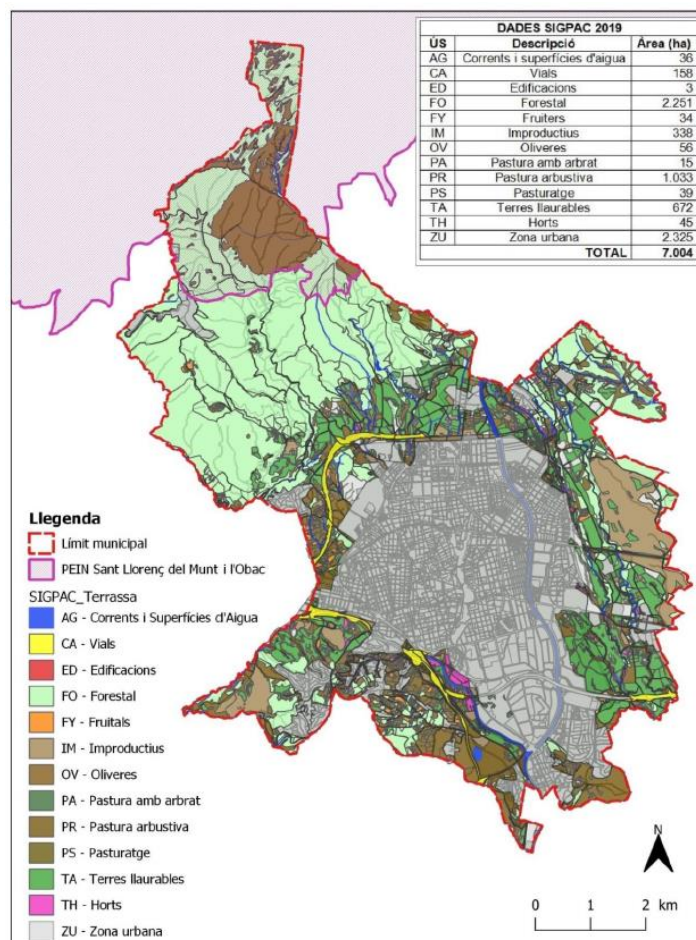 DADES SIGPAC 2019
ÚS Descripció Àrea (ha)
AG Corrents i superfícies d'aigua 36
CA Vials 158
ED Edificacions 3
FO Forestal 2.251
FY Fruiters 34
IM Improductius 338
OV Oliveres 56
PA Pastura amb arbrat 15
PR Pastura arbustiva 1.033
PS Pasturatge 39
TA Terres llaurables 672
TH Horts 45
ZU Zona urbana 2.325
TOTAL 7.004
Llegenda
Límit municipal
PEIN Sant Llorenç del Munt i l'Obac
SIGPAC_Terrassa
AG - Corrents i Superfícies d'Aigua
CA - Vials
ED - Edificacions
FO - Forestal
FY - Fruitals
IM - Improductius
OV - Oliveres
PA - Pastura amb arbrat
PR - Pastura arbustiva
PS - Pasturatge
TA - Terres llaurables
TH - Horts
ZU - Zona urbana
N
0 1 2 km